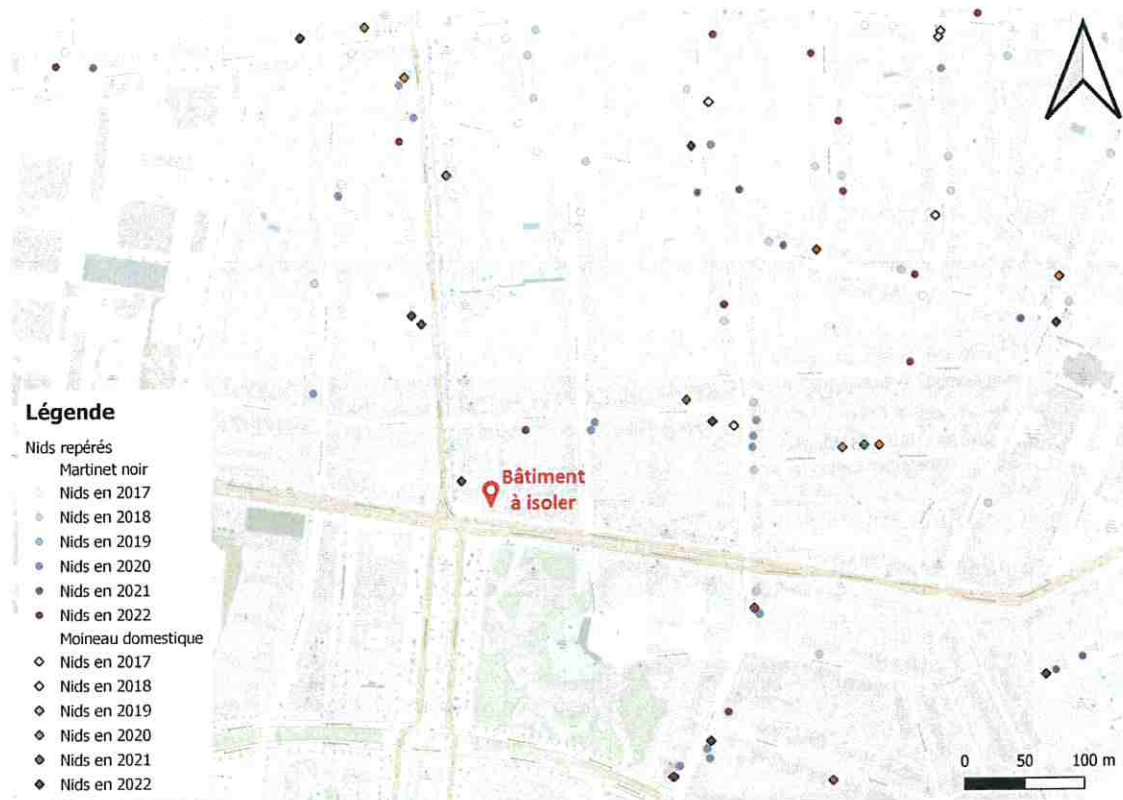 Bâtiment
à isoler
Légende
Nids repérés
Martinet noir
Nids en 2017
Nids en 2018
Nids en 2019
Nids en 2020
Nids en 2021
Nids en 2022
Moineau domestique
Nids en 2017
Nids en 2018
Nids en 2019
Nids en 2020
Nids en 2021
Nids en 2022
0 50 100 m